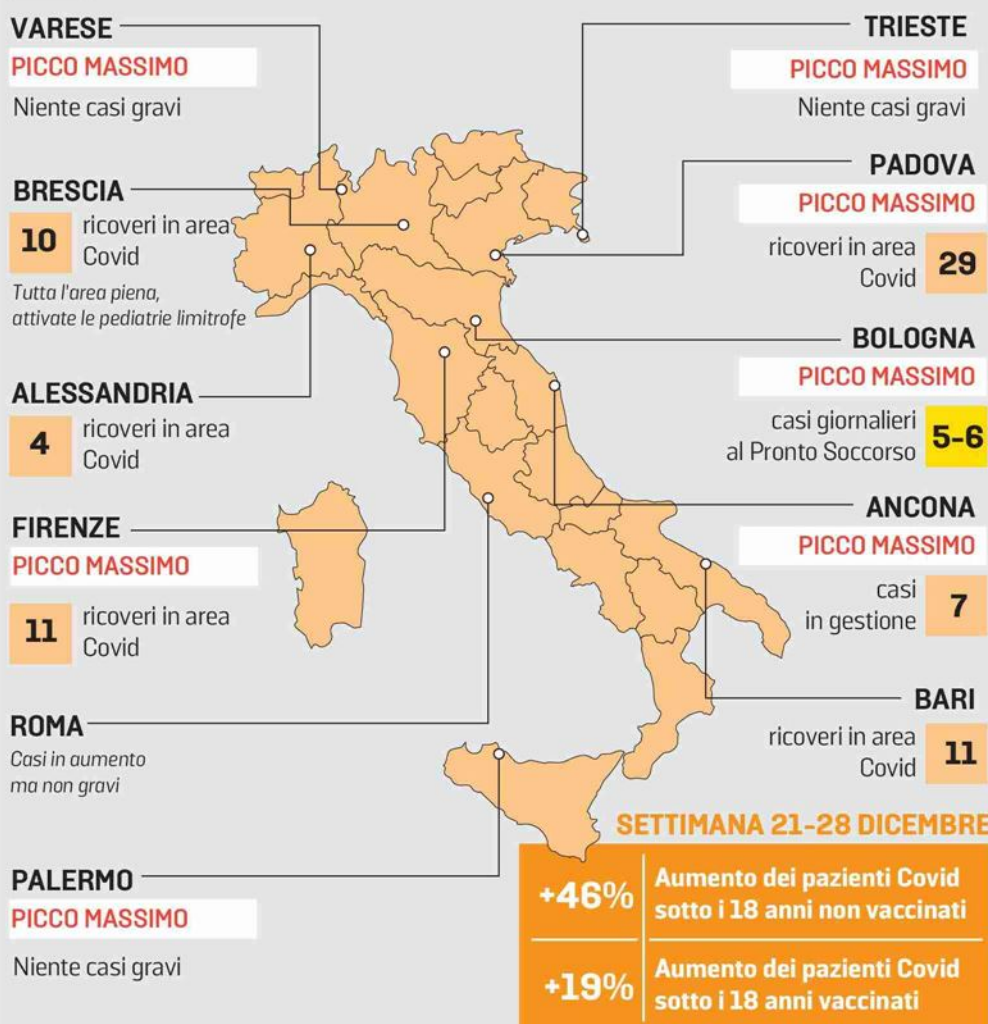 VARESE
PICCO MASSIMO
Niente casi gravi
BRESCIA
10
ricoveri in area
Covid
Tutta l'area piena,
attivate le pediatrie limitrofe
ALESSANDRIA
4
ricoveri in area
Covid
FIRENZE
PICCO MASSIMO
11
ricoveri in area
Covid
ROMA
Casi in aumento
ma non gravi
PALERMO
PICCO MASSIMO
Niente casi gravi
TRIESTE
PICCO MASSIMO
Niente casi gravi
PADOVA
PICCO MASSIMO
ricoveri in area
Covid
29
BOLOGNA
PICCO MASSIMO
casi giornalieri
al Pronto Soccorso
5-6
ANCONA
PICCO MASSIMO
casi
in gestione
7
BARI
ricoveri in area
Covid
11
SETTIMANA 21-28 DICEMBRE
+46%
Aumento dei pazienti Covid
sotto i 18 anni non vaccinati
+19%
Aumento dei pazienti Covid
sotto i 18 anni vaccinati